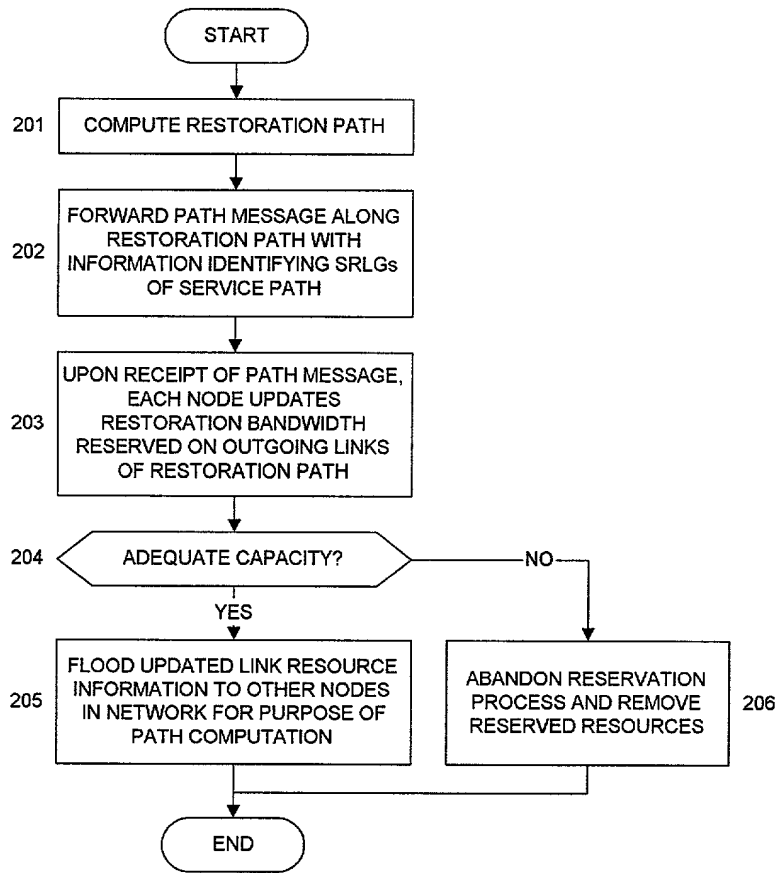 START
201
COMPUTE RESTORATION PATH
202
FORWARD PATH MESSAGE ALONG
RESTORATION PATH WITH
INFORMATION IDENTIFYING SRLGs
OF SERVICE PATH
203
UPON RECEIPT OF PATH MESSAGE,
EACH NODE UPDATES
RESTORATION BANDWIDTH
RESERVED ON OUTGOING LINKS
OF RESTORATION PATH
204
ADEQUATE CAPACITY?
NO
YES
205
FLOOD UPDATED LINK RESOURCE
INFORMATION TO OTHER NODES
IN NETWORK FOR PURPOSE OF
PATH COMPUTATION
ABANDON RESERVATION
PROCESS AND REMOVE
RESERVED RESOURCES
206
END